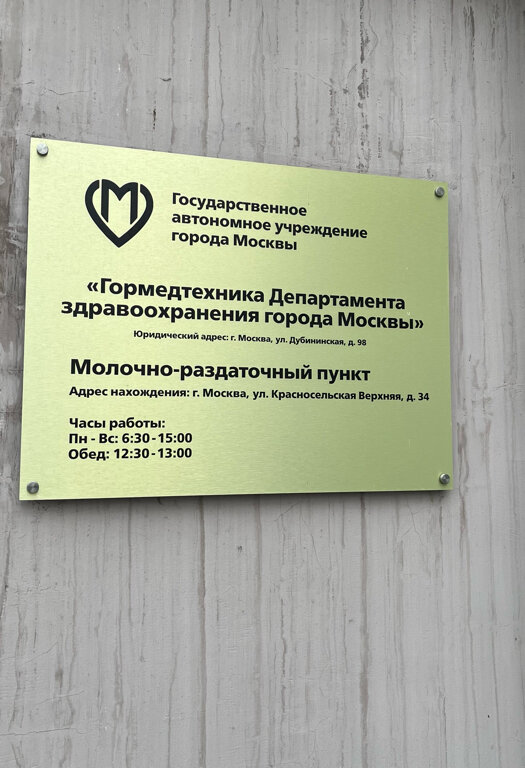 М
Государственное
автономное учреждение
города Москвы
«Гормедтехника Департамента
здравоохранения города Москвы»
Юридический адрес: г. Москва, ул. Дубининская, д. 98
Молочно-раздаточный пункт
Адрес нахождения: г. Москва, ул. Красносельская Верхняя, д. 34
Часы работы:
Пн - Вс: 6:30 - 15:00
Обед: 12:30 - 13:00